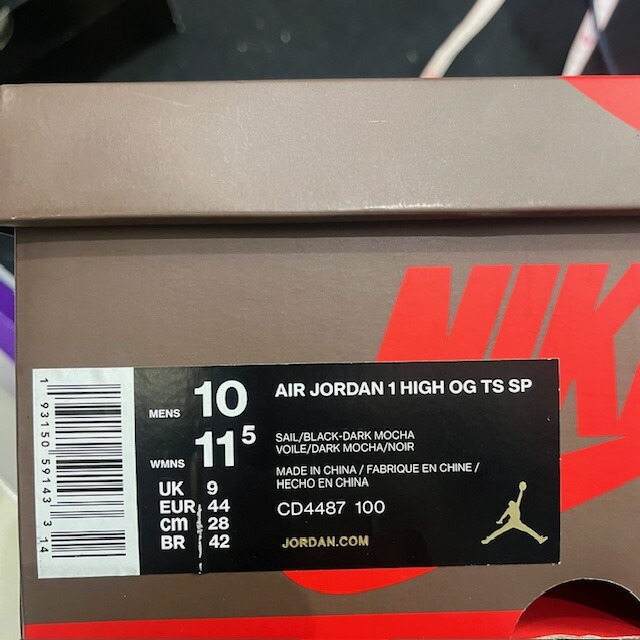 NIK
MENS 10
WMNS 11 5
UK 9
EUR 44
cm 28
BR 42
AIR JORDAN 1 HIGH OG TS SP
SAIL/BLACK-DARK MOCHA
VOILE/DARK MOCHA/NOIR
MADE IN CHINA / FABRIQUE EN CHINE /
HECHO EN CHINA
CD4487 100
JORDAN.COM
1 93150 59143 3 14